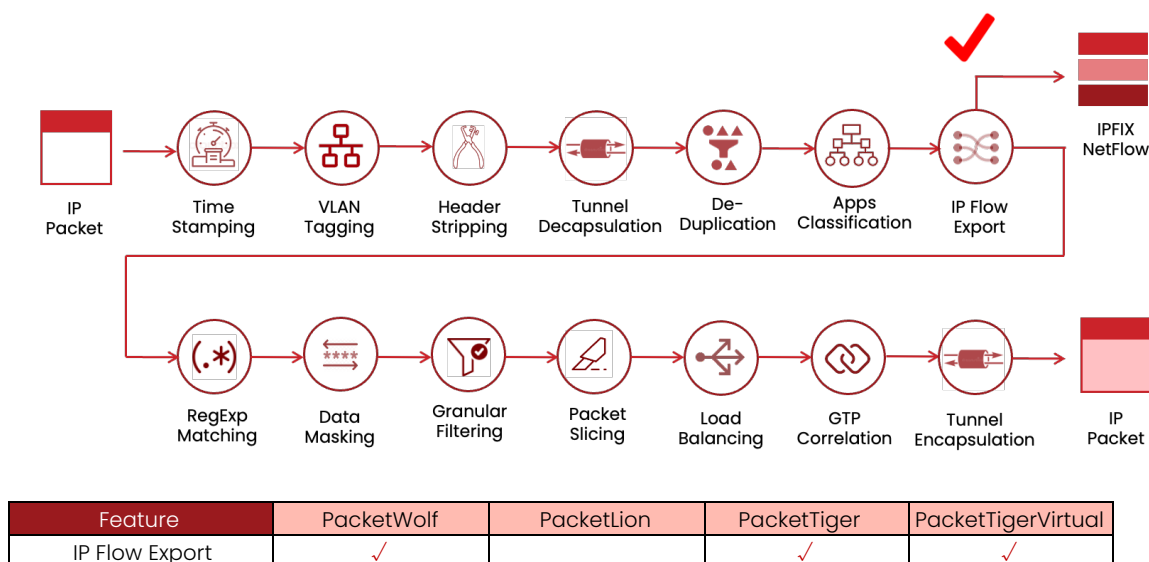 IPFIX
NetFlow
IP
Packet
Time
Stamping
VLAN
Tagging
Header
Stripping
Tunnel
Decapsulation
De-
Duplication
Apps
Classification
IP Flow
Export
(.*)
****
RegExp
Matching
Data
Masking
Granular
Filtering
Packet
Slicing
Load
Balancing
GTP
Correlation
Tunnel
Encapsulation
IP
Packet
Feature PacketWolf PacketLion PacketTiger PacketTigerVirtual
IP Flow Export √ √ √